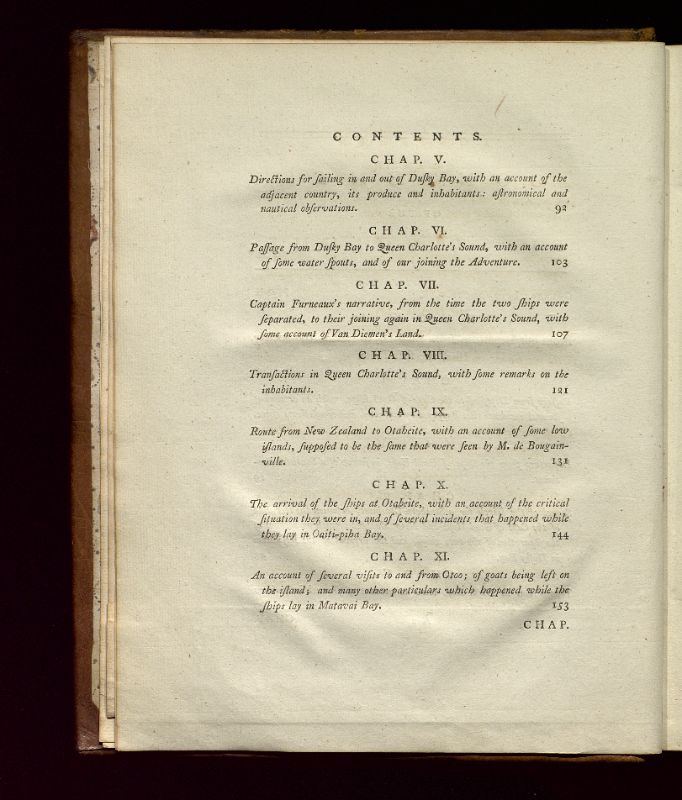 CONTENTS.
CHAP. V.
Directions for ſailing in and out of Duſky Bay, with an account of the
adjacent country, its produce and inhabitants: aſtronomical and
nautical obſervations. 92
CHAP. VI.
Paſſage from Duſky Bay to Queen Charlotte's Sound, with an account
of ſome water ſpouts, and of our joining the Adventure. 103
CHAP. VII.
Captain Furneaux's narrative, from the time the two ſhips were
ſeparated, to their joining again in Queen Charlotte's Sound, with
ſome account of Van Diemen's Land. 107
CHAP. VIII.
Tranſactions in Queen Charlotte's Sound, with ſome remarks on the
inhabitants. 121
CHAP. IX.
Route from New Zealand to Otaheite, with an account of ſome low
iſlands, ſuppoſed to be the ſame that were ſeen by M. de Bougain-
ville. 131
CHAP. X.
The arrival of the ſhips at Otaheite, with an account of the critical
ſituation they were in, and of ſeveral incidents that happened while
they lay in Oaiti-piha Bay. 144
CHAP. XI.
An account of ſeveral viſits to and from Otoo; of goats being left on
the iſland; and many other particulars which happened while the
ſhips lay in Matavai Bay. 153
CHAP.